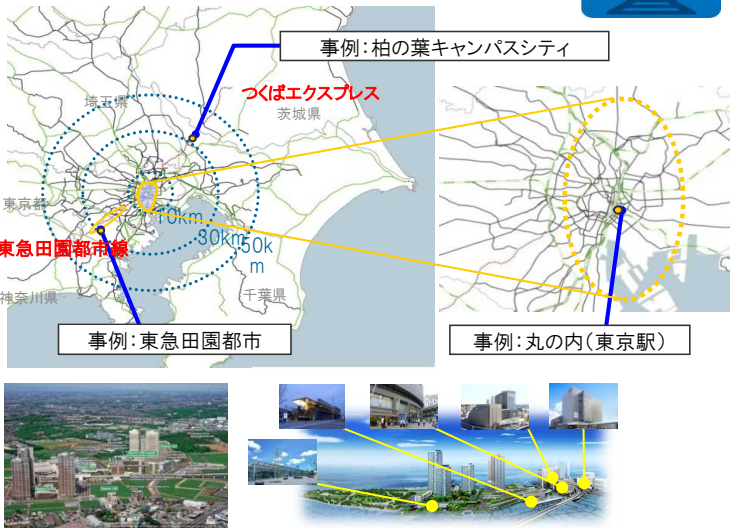 事例:柏の葉キャンパスシティ
つくばエクスプレス
埼玉県
茨城県
東京都
10km
30km
50k
m
東急田園都市線
神奈川県
千葉県
事例:東急田園都市
事例:丸の内(東京駅)